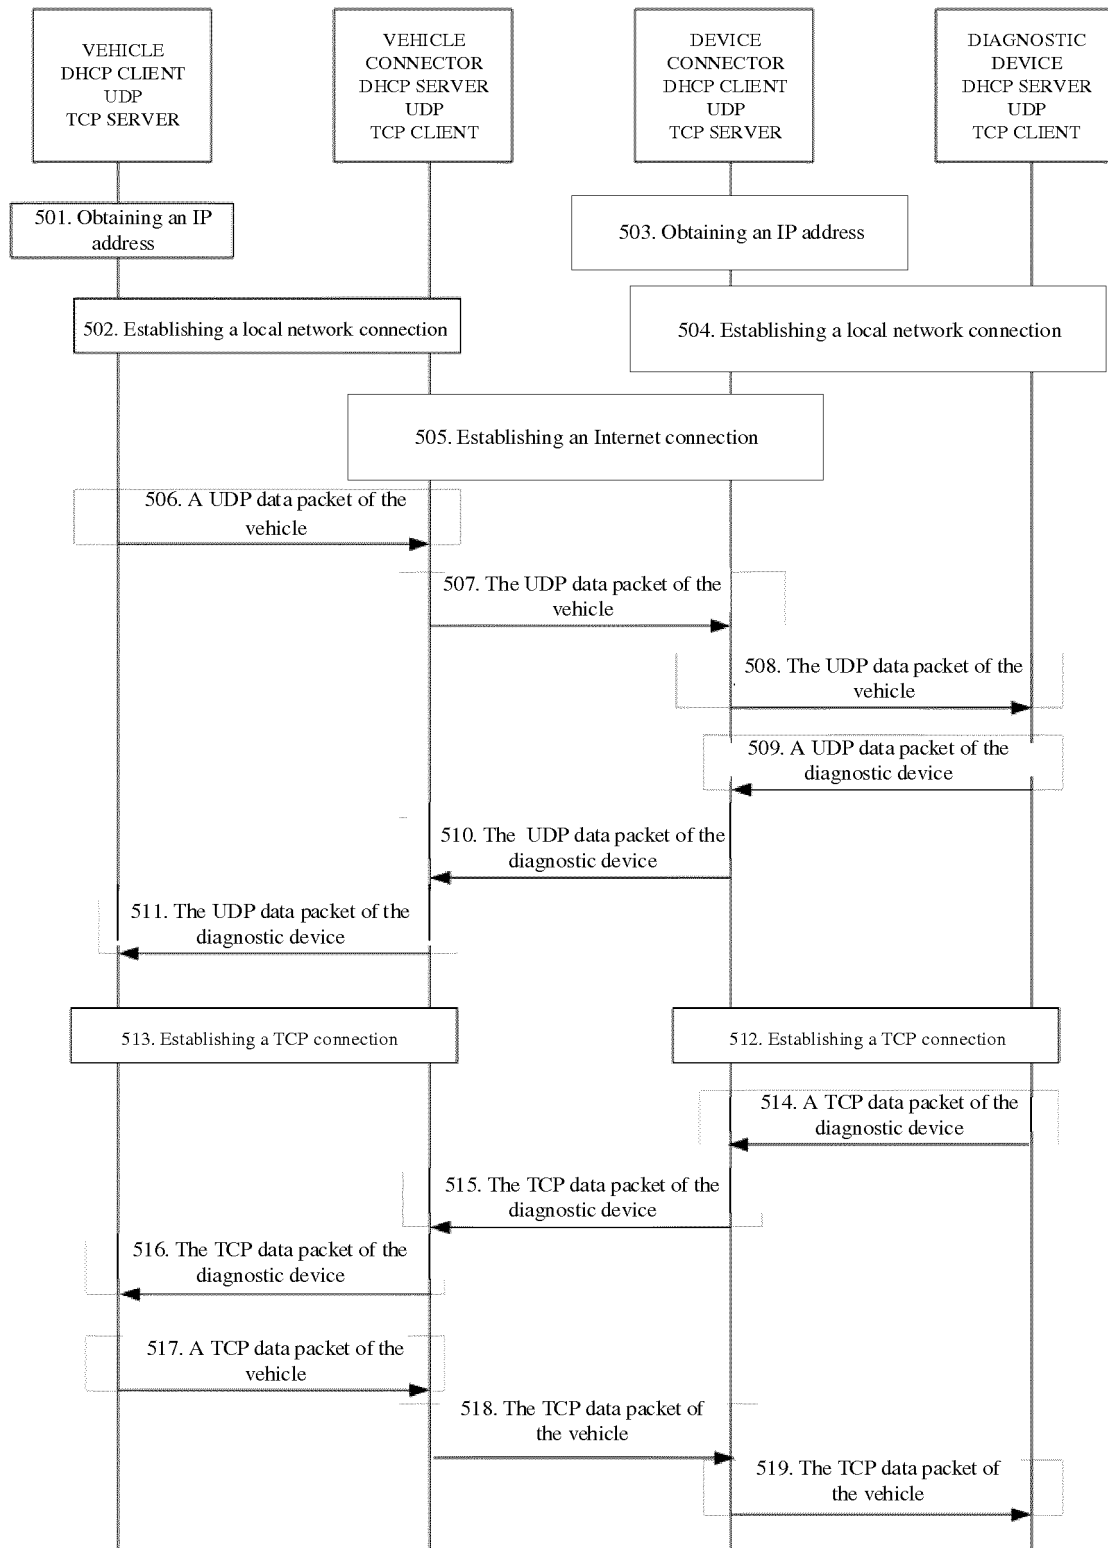 VEHICLE
DHCP CLIENT
UDP
TCP SERVER
VEHICLE
CONNECTOR
DHCP SERVER
UDP
TCP CLIENT
DEVICE
CONNECTOR
DHCP CLIENT
UDP
TCP SERVER
DIAGNOSTIC
DEVICE
DHCP SERVER
UDP
TCP CLIENT
501. Obtaining an IP
address
503. Obtaining an IP address
502. Establishing a local network connection
504. Establishing a local network connection
505. Establishing an Internet connection
506. A UDP data packet of the
vehicle
507. The UDP data packet of the
vehicle
508. The UDP data packet of the
vehicle
509. A UDP data packet of the
diagnostic device
510. The UDP data packet of the
diagnostic device
511. The UDP data packet of the
diagnostic device
513. Establishing a TCP connection
512. Establishing a TCP connection
514. A TCP data packet of the
diagnostic device
515. The TCP data packet of the
diagnostic device
516. The TCP data packet of the
diagnostic device
517. A TCP data packet of the
vehicle
518. The TCP data packet of
the vehicle
519. The TCP data packet of
the vehicle